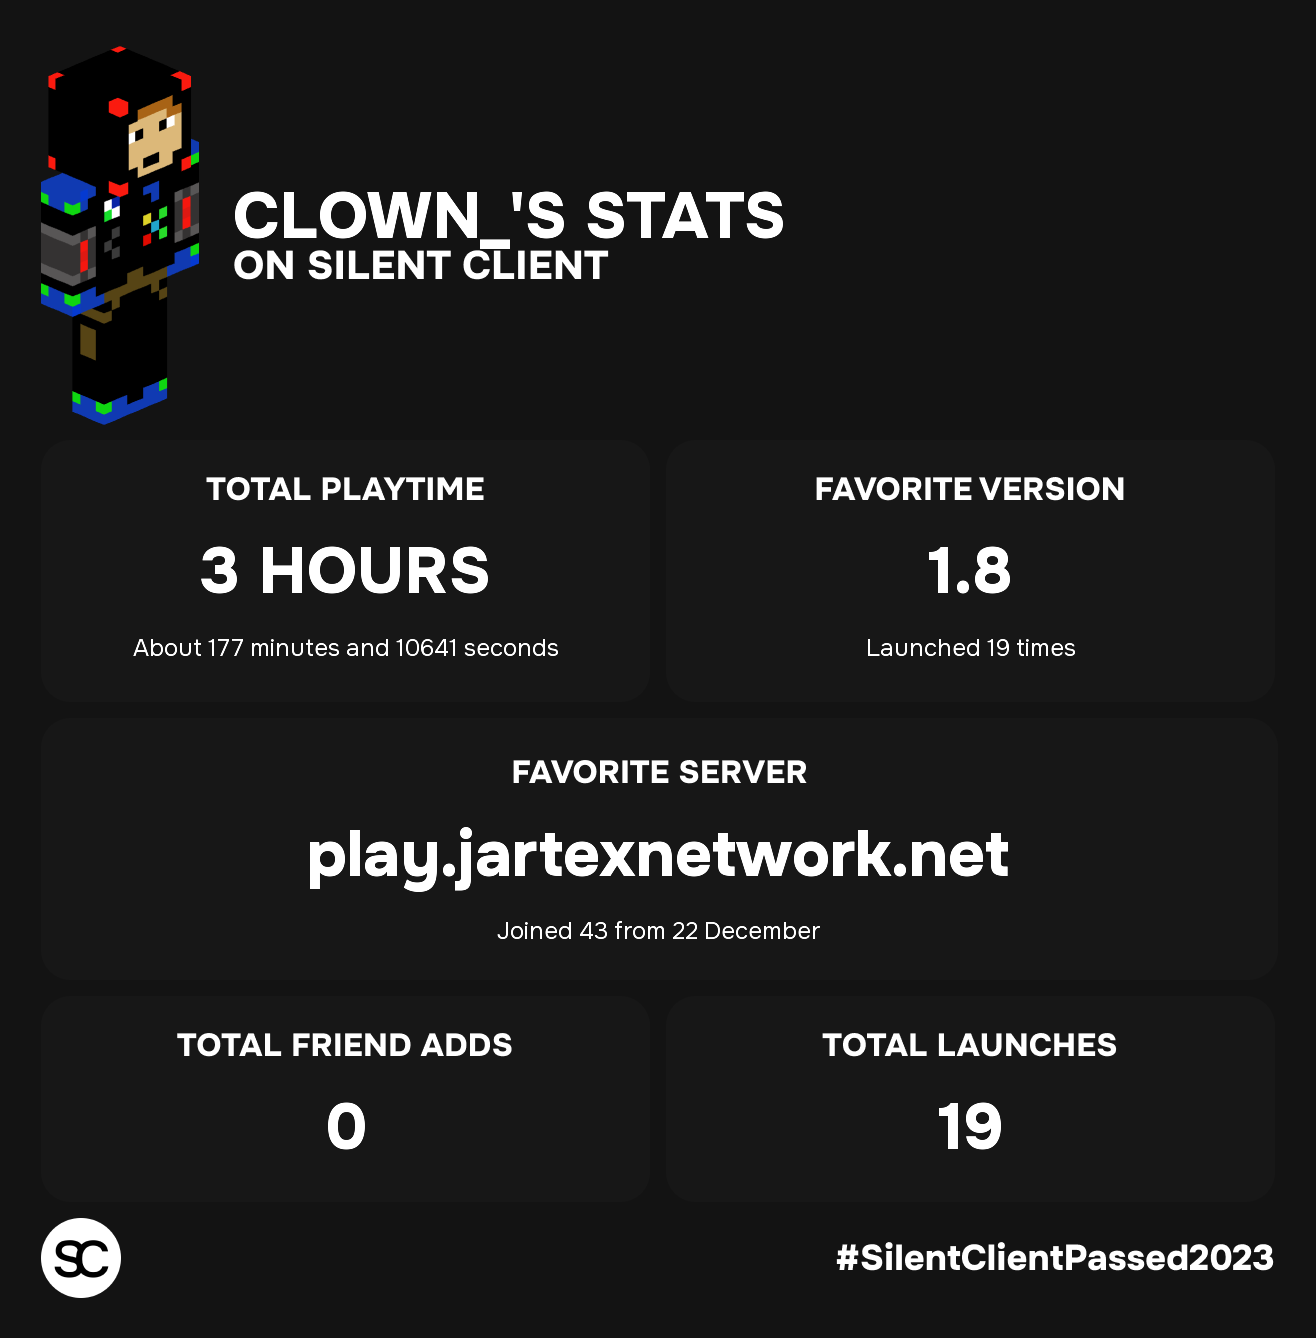 CLOWN_'S STATS
ON SILENT CLIENT
TOTAL PLAYTIME
3 HOURS
About 177 minutes and 10641 seconds
FAVORITE VERSION
1.8
Launched 19 times
FAVORITE SERVER
play.jartexnetwork.net
Joined 43 from 22 December
TOTAL FRIEND ADDS
0
TOTAL LAUNCHES
19
SC
#SilentClientPassed2023